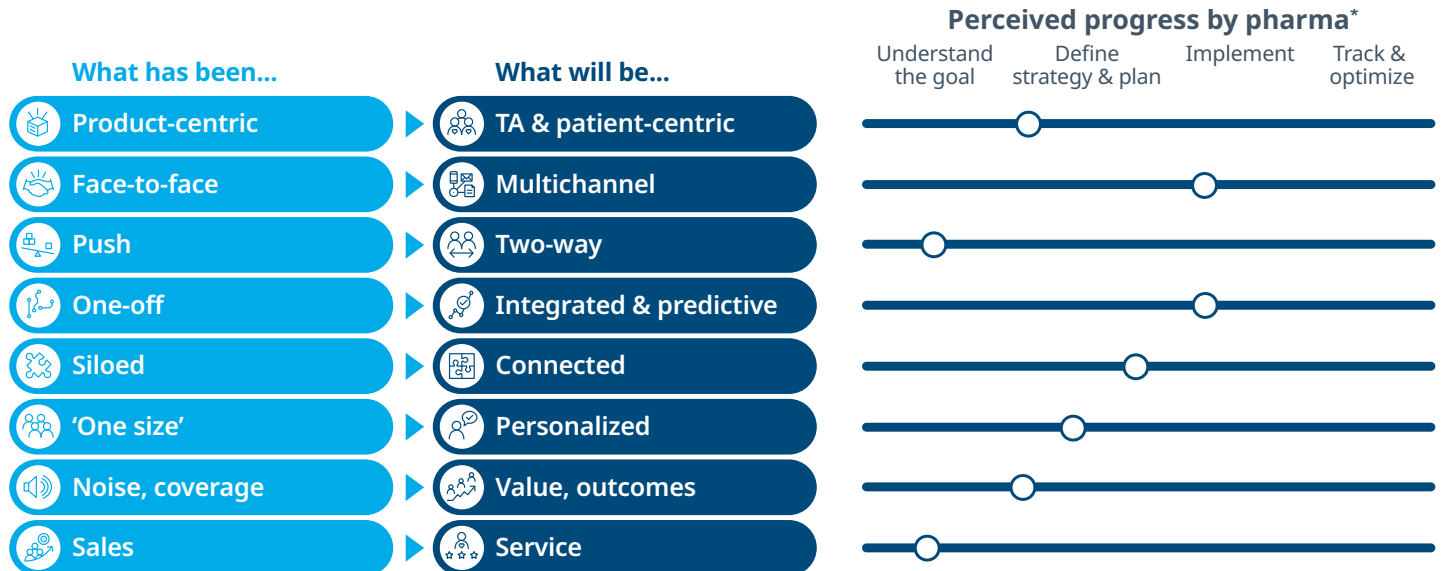 Perceived progress by pharma*
Understand
the goal
Define
strategy & plan
Implement
Track &
optimize
What has been...
What will be...
Product-centric
TA & patient-centric
Face-to-face
Multichannel
Push
Two-way
One-off
Integrated & predictive
Siloed
Connected
‘One size’
Personalized
Noise, coverage
Value, outcomes
Sales
Service